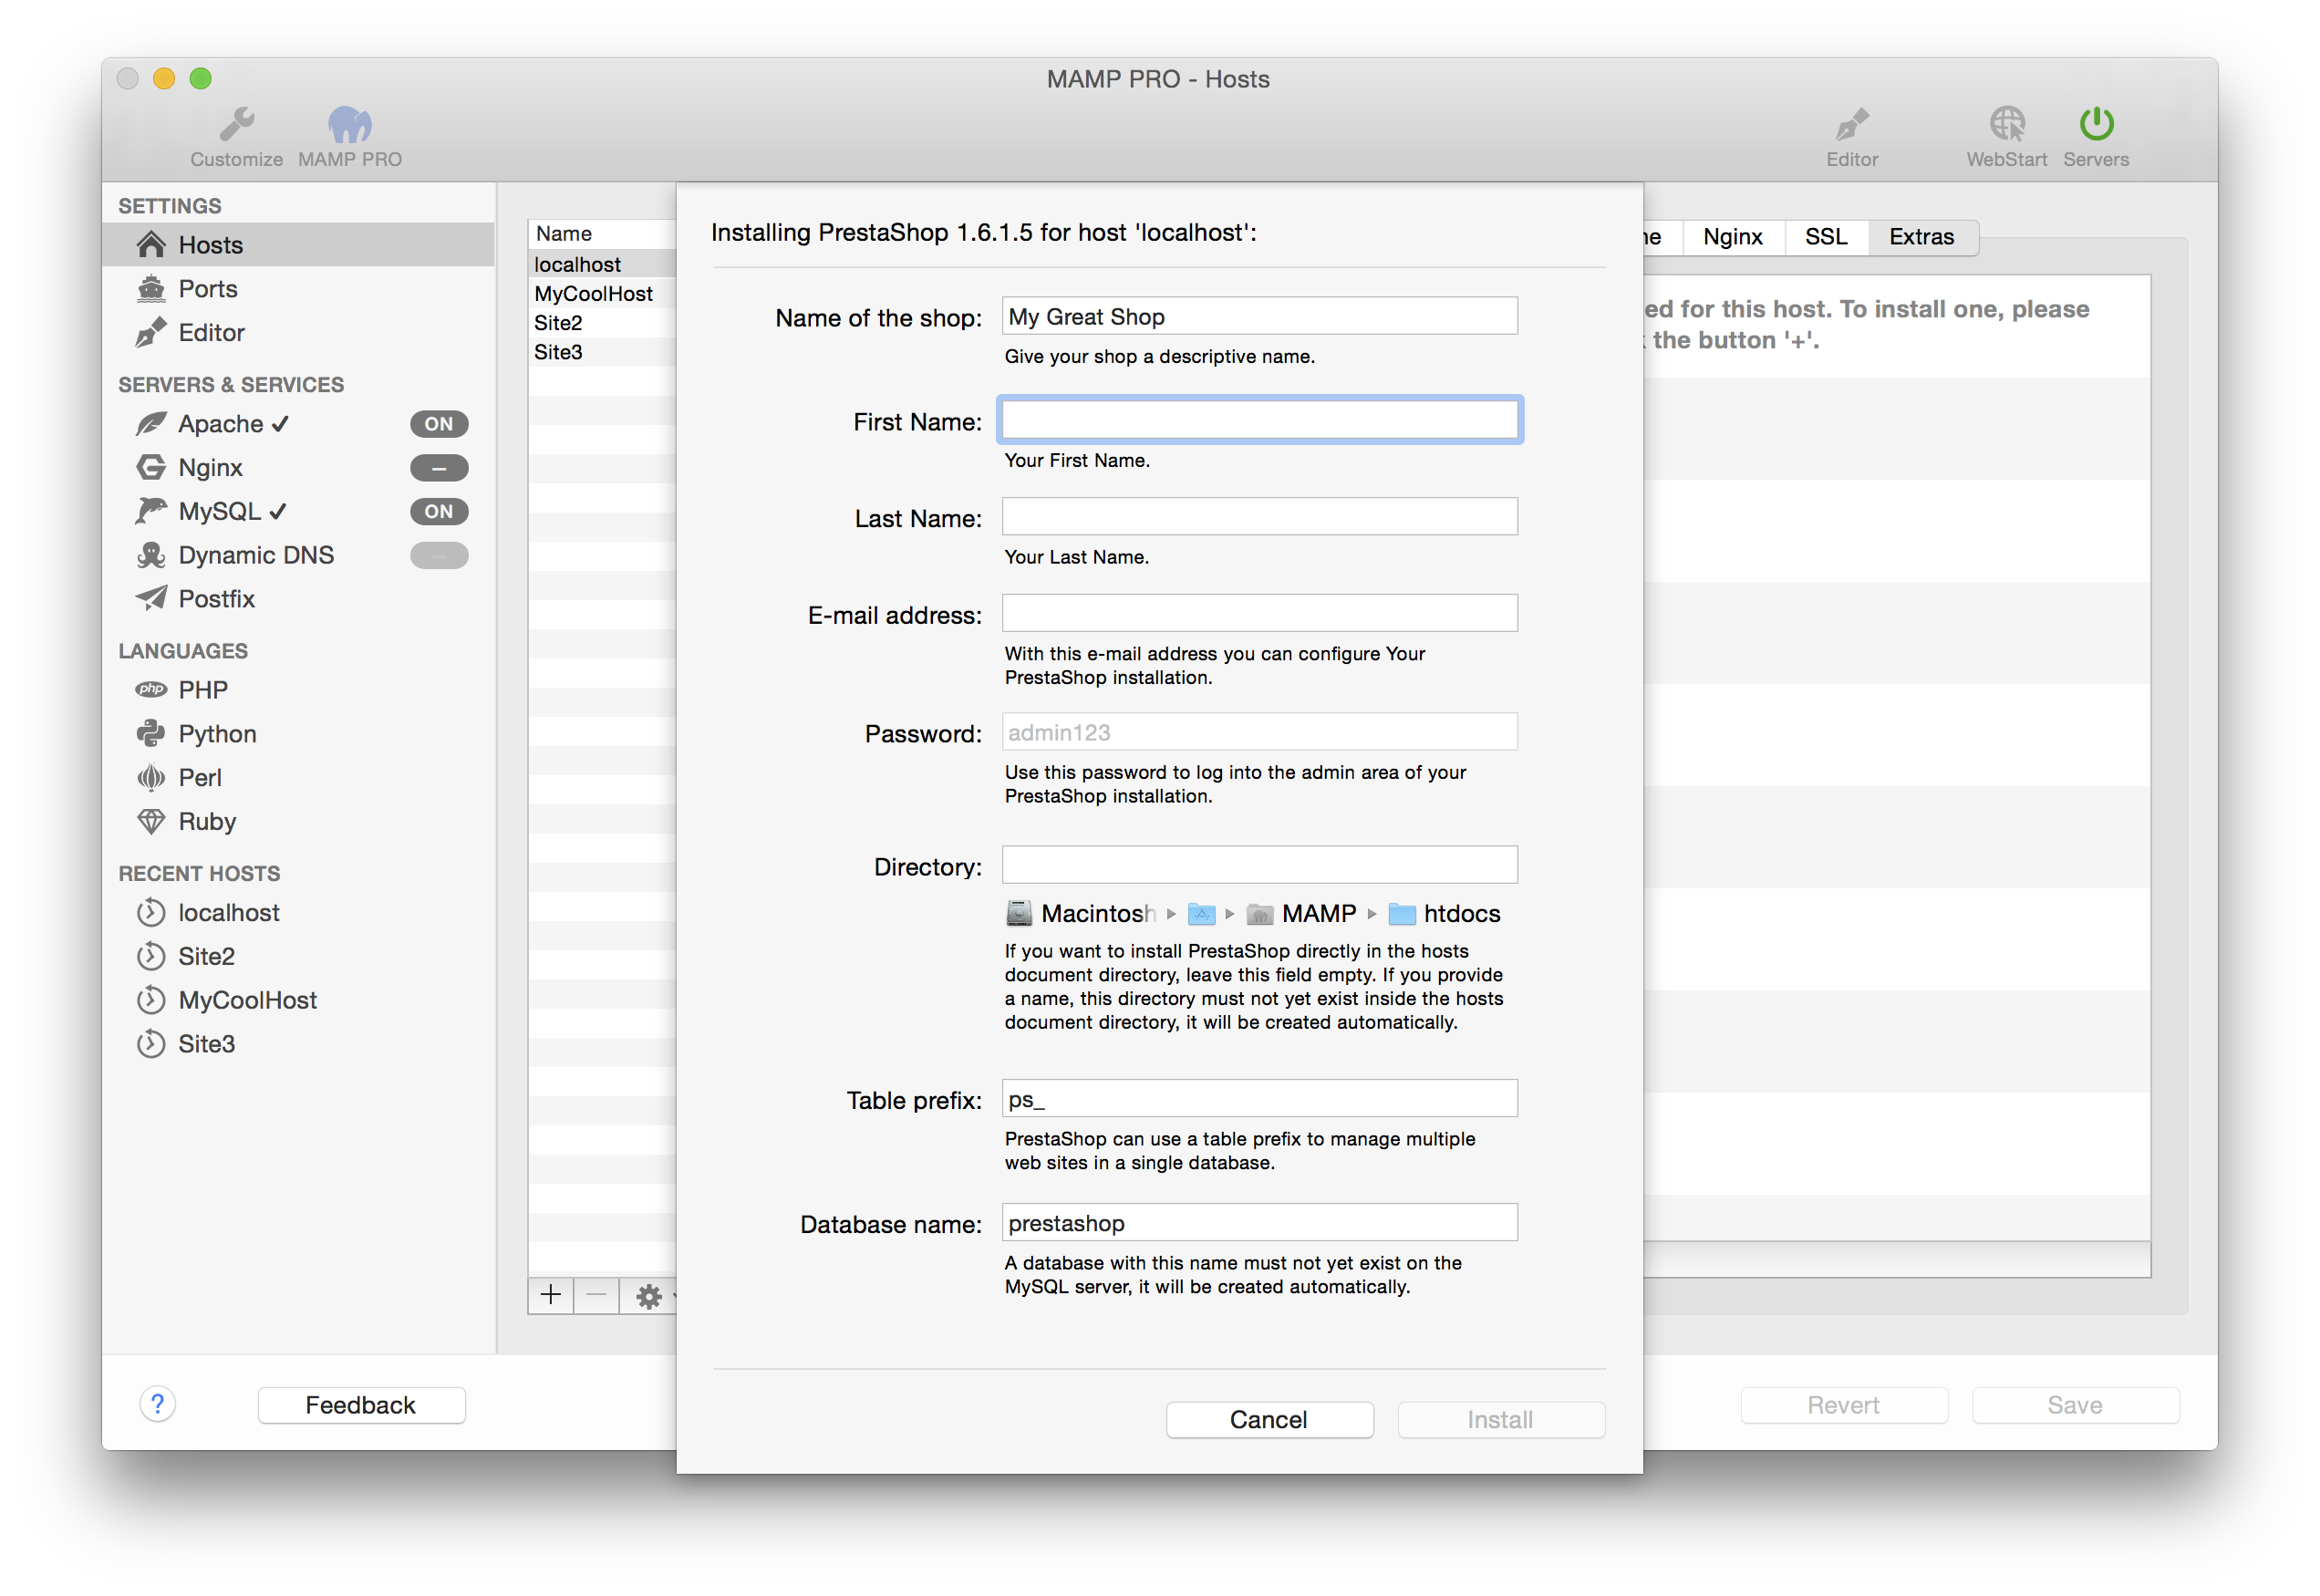 MAMP PRO - Hosts
Customize
MAMP PRO
Editor
WebStart
Servers
SETTINGS
Hosts
Ports
Editor
SERVERS & SERVICES
Apache ✓ ON
Nginx –
MySQL ✓ ON
Dynamic DNS –
Postfix
LANGUAGES
php PHP
Python
Perl
Ruby
RECENT HOSTS
localhost
Site2
MyCoolHost
Site3
Name
localhost
MyCoolHost
Site2
Site3
Installing PrestaShop 1.6.1.5 for host 'localhost':
Name of the shop: My Great Shop
Give your shop a descriptive name.
First Name:
Your First Name.
Last Name:
Your Last Name.
E-mail address:
With this e-mail address you can configure Your
PrestaShop installation.
Password: admin123
Use this password to log into the admin area of your
PrestaShop installation.
Directory:
Macintosh MAMP htdocs
If you want to install PrestaShop directly in the hosts
document directory, leave this field empty. If you provide
a name, this directory must not yet exist inside the hosts
document directory, it will be created automatically.
Table prefix: ps_
PrestaShop can use a table prefix to manage multiple
web sites in a single database.
Database name: prestashop
A database with this name must not yet exist on the
MySQL server, it will be created automatically.
Cancel
Install
Nginx
SSL
Extras
for this host. To install one, please
the button '+'.
? Feedback
Revert
Save